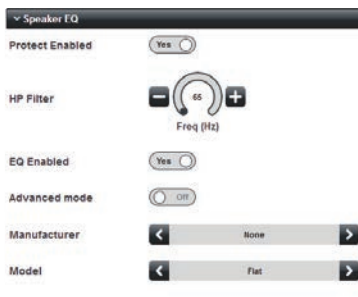 Speaker EQ
Protect Enabled Yes
HP Filter 65
Freq (Hz)
EQ Enabled Yes
Advanced mode Off
Manufacturer None
Model Flat